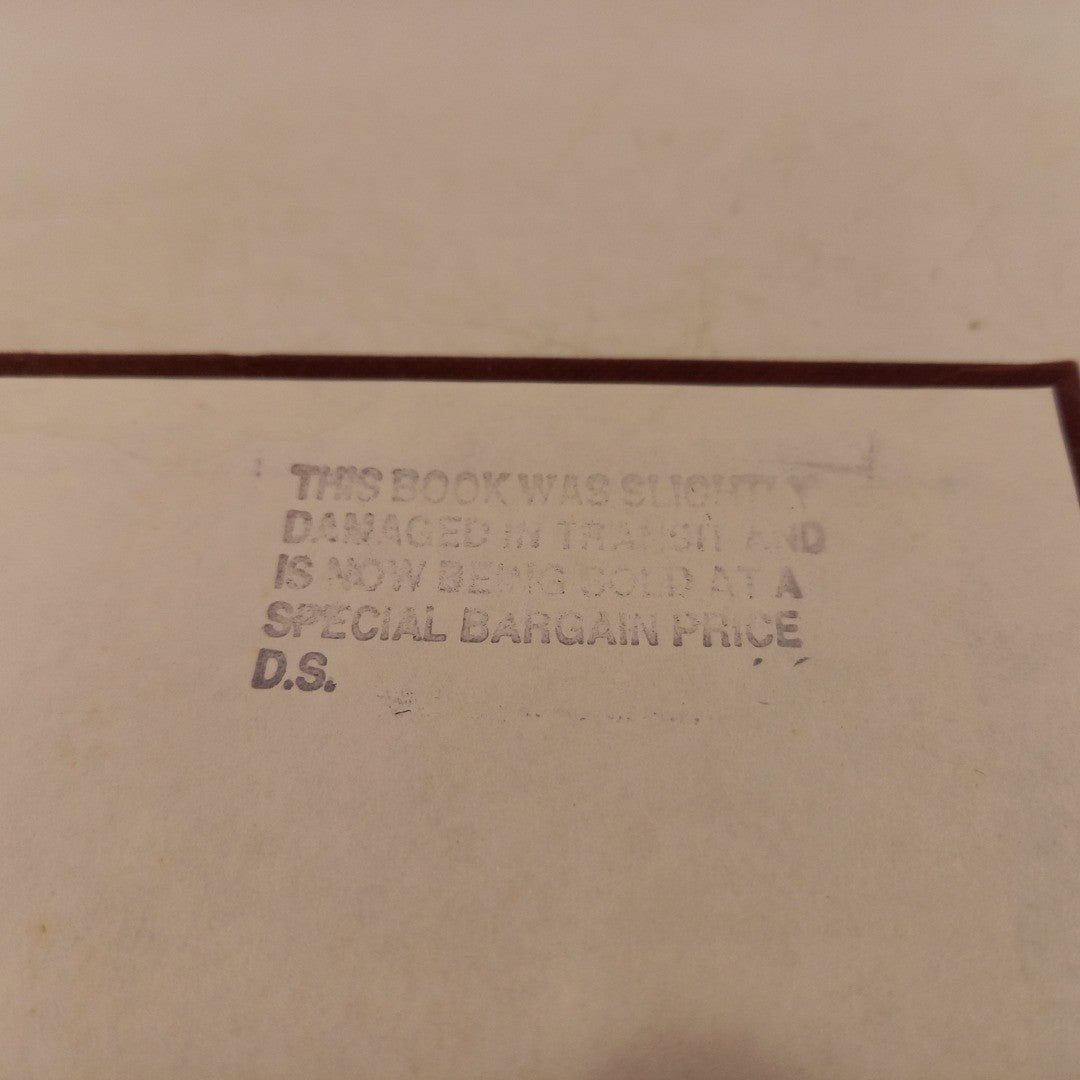 THIS BOOK WAS SLIGHTLY
DAMAGED IN TRANSIT AND
IS NOW BEING SOLD AT A
SPECIAL BARGAIN PRICE
D.S.